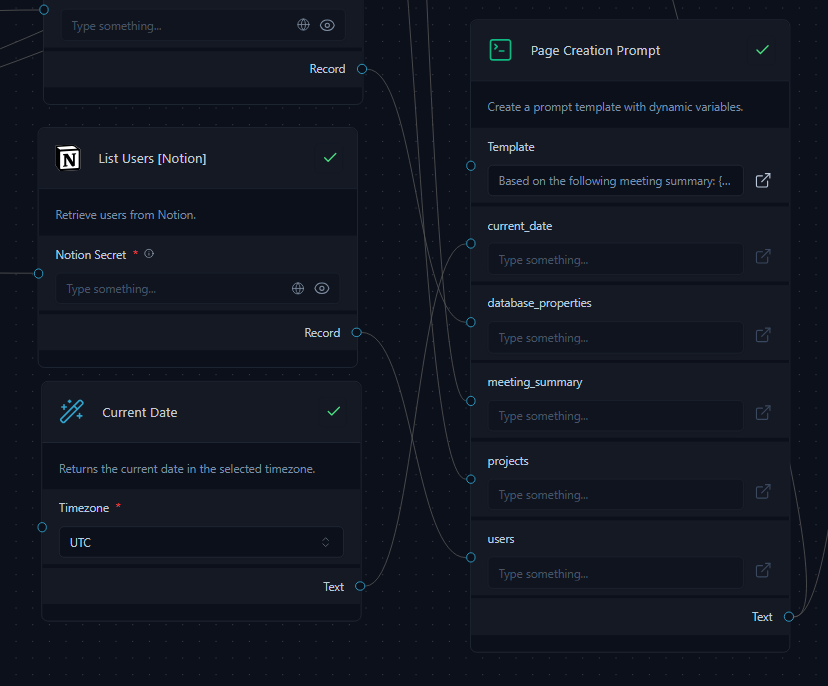 Type something...
Record
List Users [Notion]
Retrieve users from Notion.
Notion Secret *
Type something...
Record
Current Date
Returns the current date in the selected timezone.
Timezone *
UTC
Text
Page Creation Prompt
Create a prompt template with dynamic variables.
Template
Based on the following meeting summary: {...
current_date
Type something...
database_properties
Type something...
meeting_summary
Type something...
projects
Type something...
users
Type something...
Text